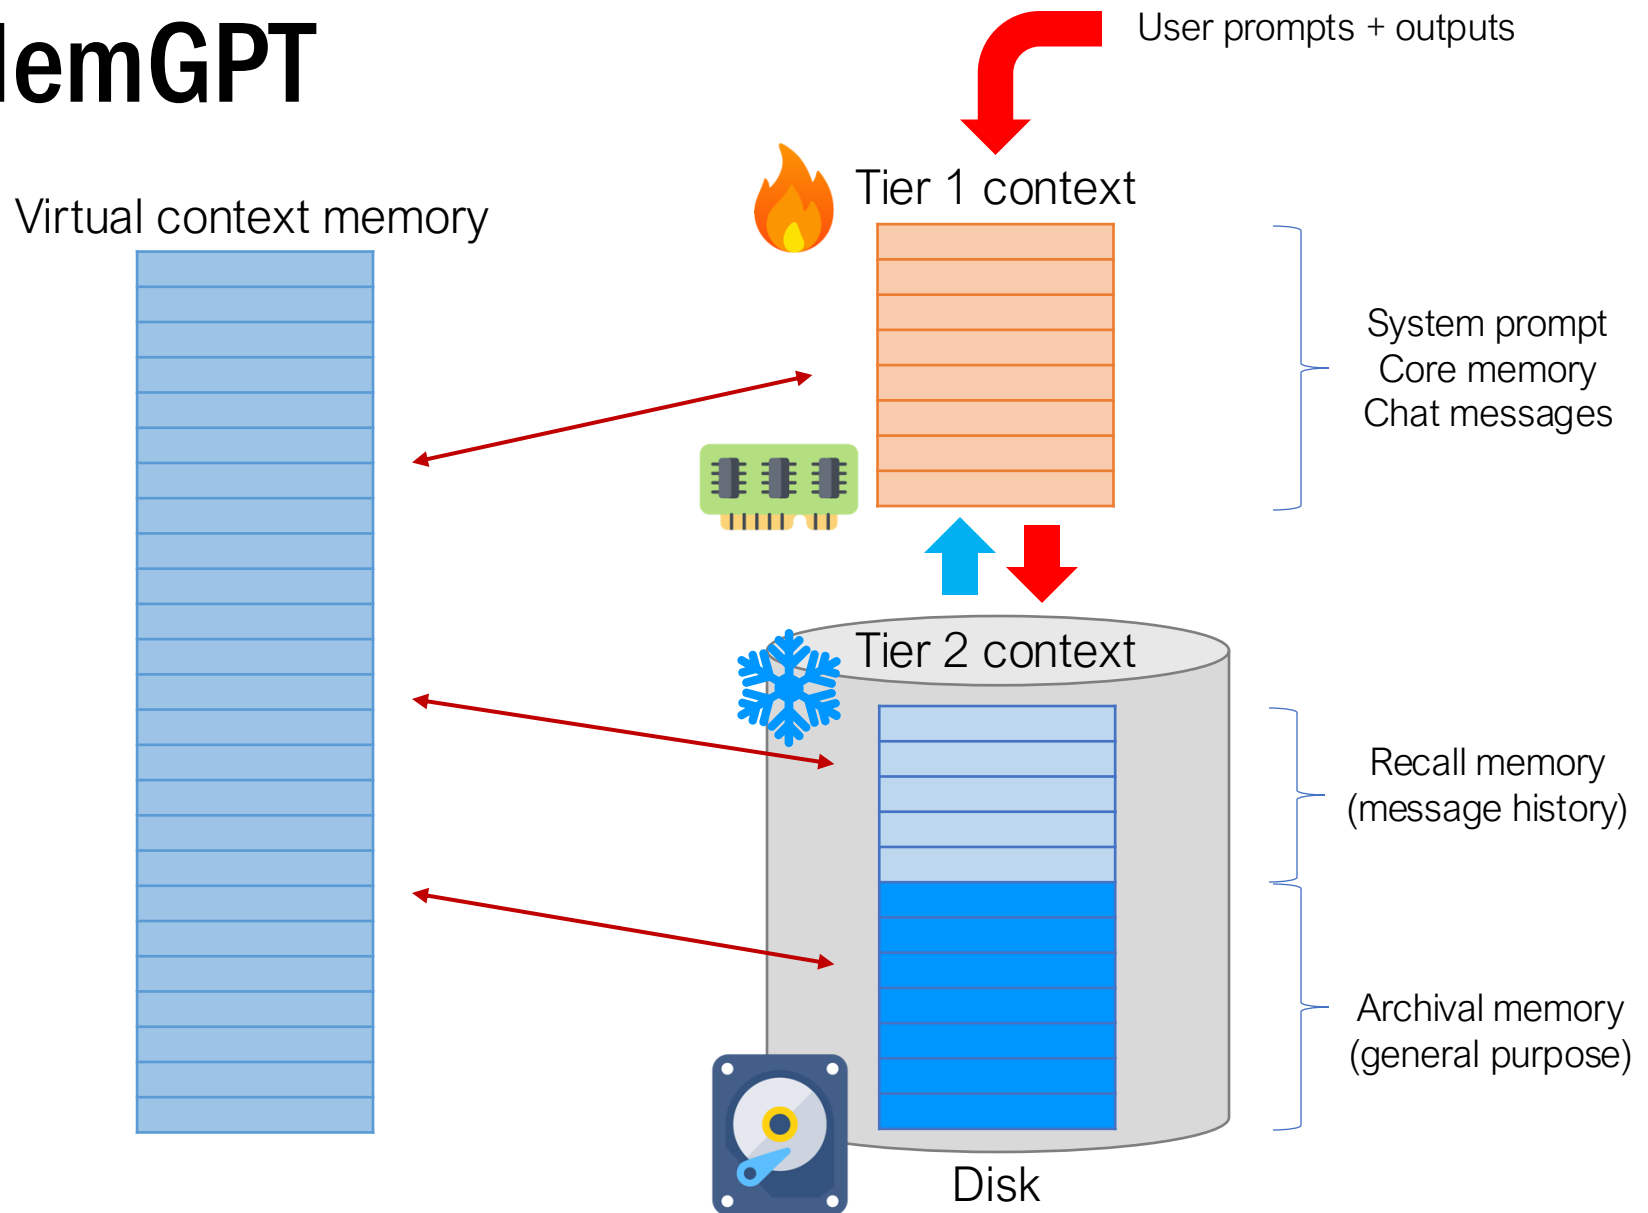 emGPT
User prompts + outputs
Virtual context memory
Tier 1 context
System prompt
Core memory
Chat messages
Tier 2 context
Recall memory
(message history)
Archival memory
(general purpose)
Disk